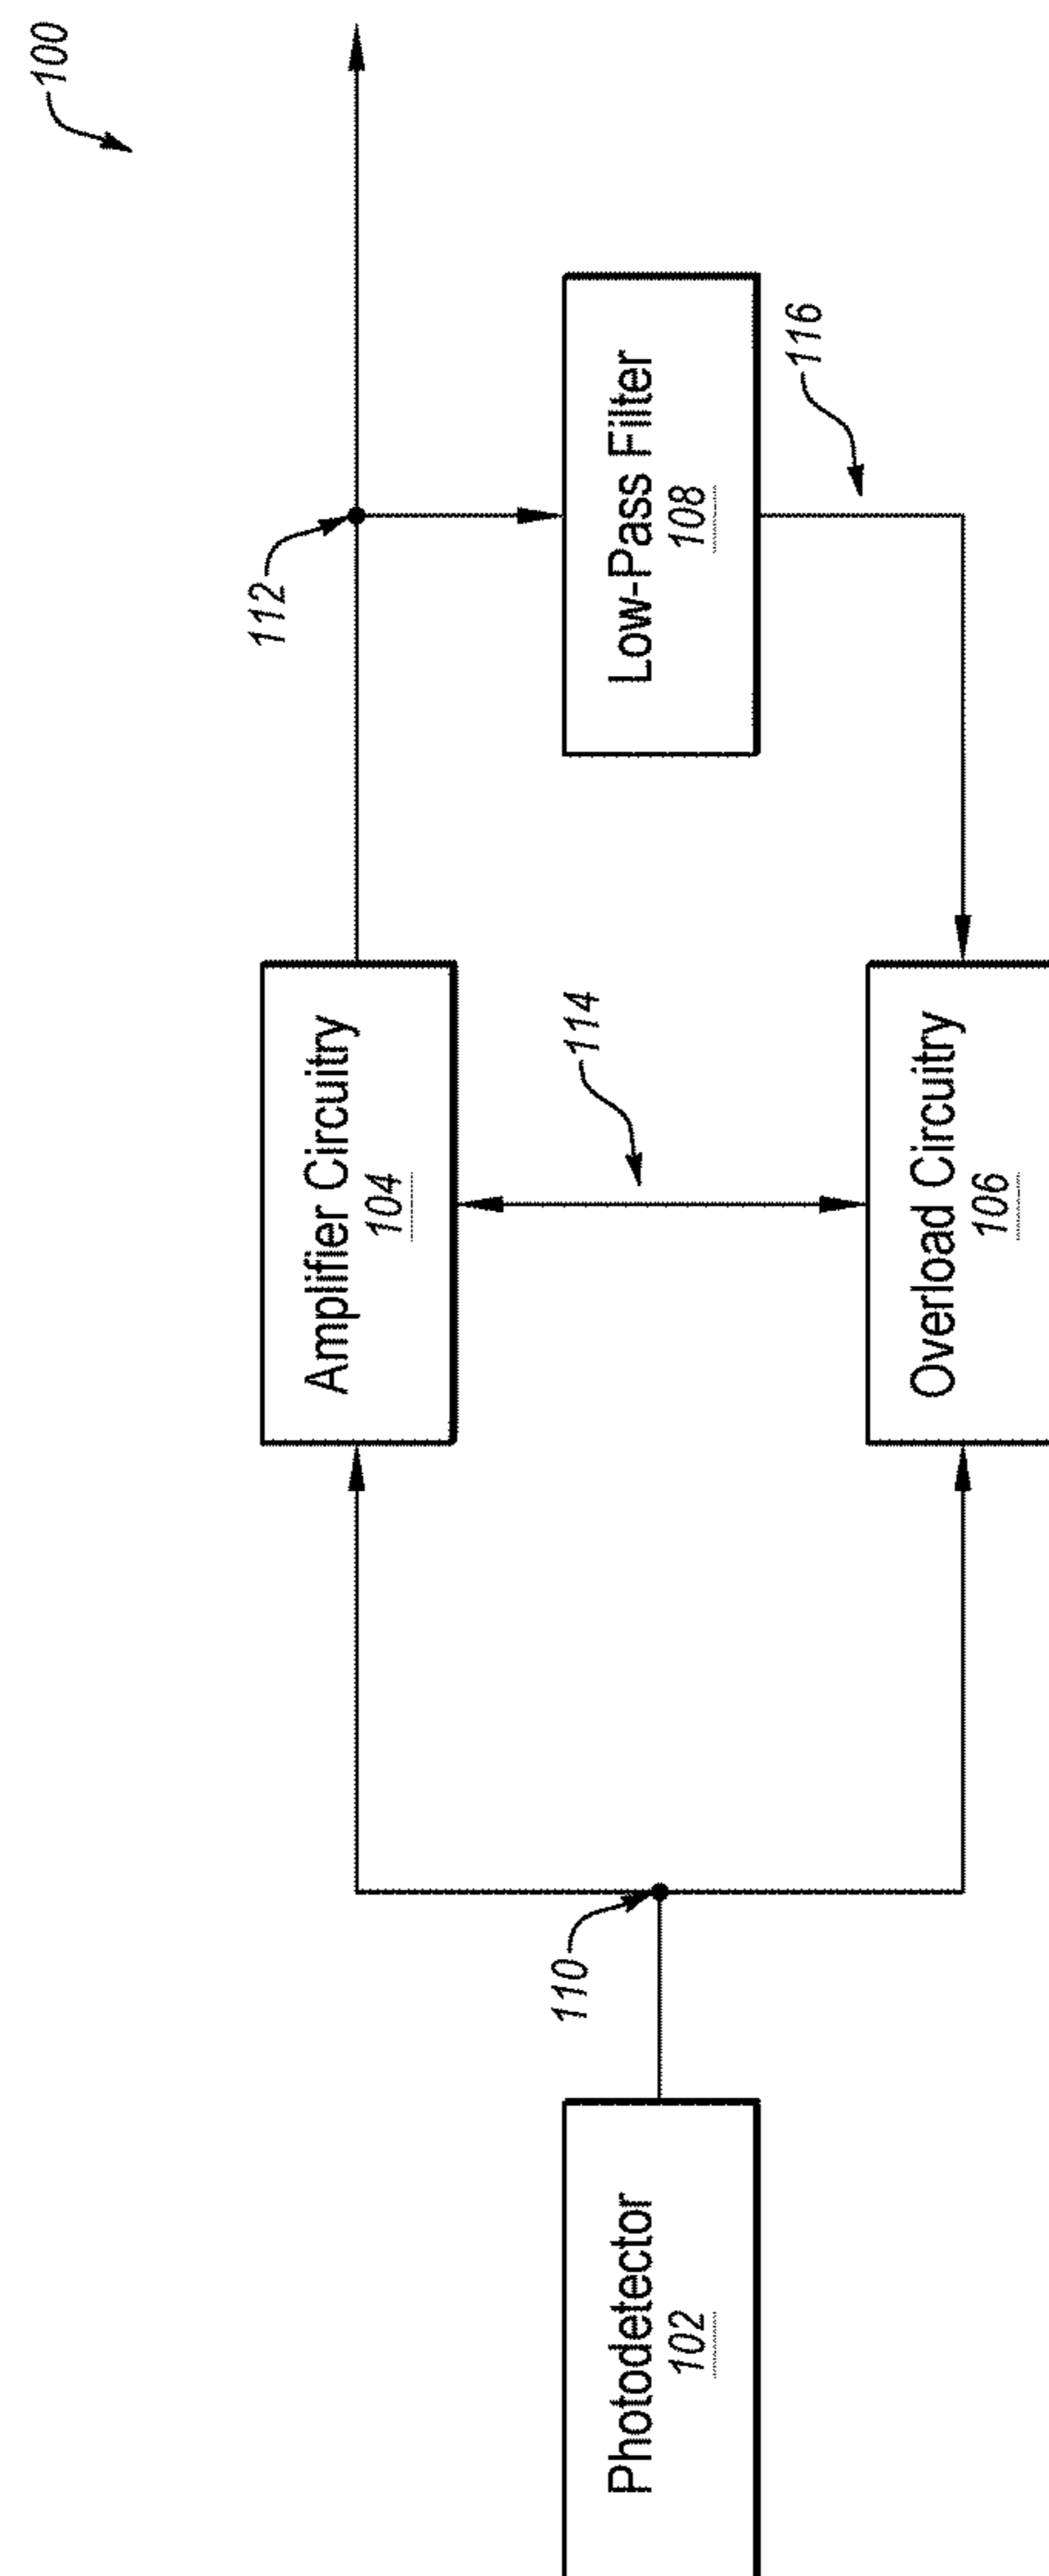 100
112
Amplifier Circuitry
104
110
Photodetector
102
114
Low-Pass Filter
108
116
Overload Circuitry
106